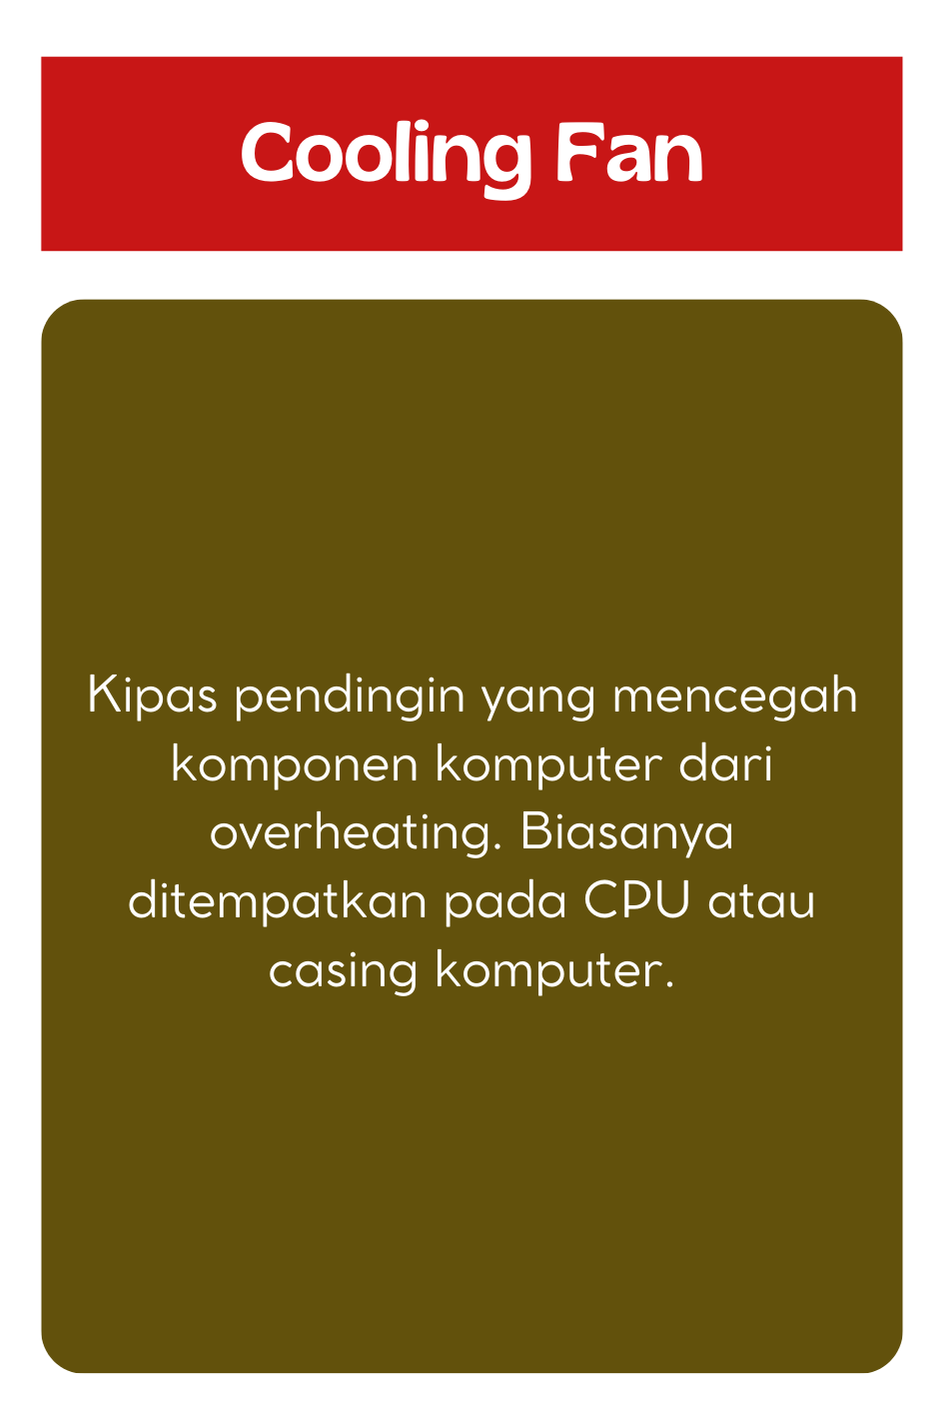 Cooling Fan
Kipas pendingin yang mencegah
komponen komputer dari
overheating. Biasanya
ditempatkan pada CPU atau
casing komputer.